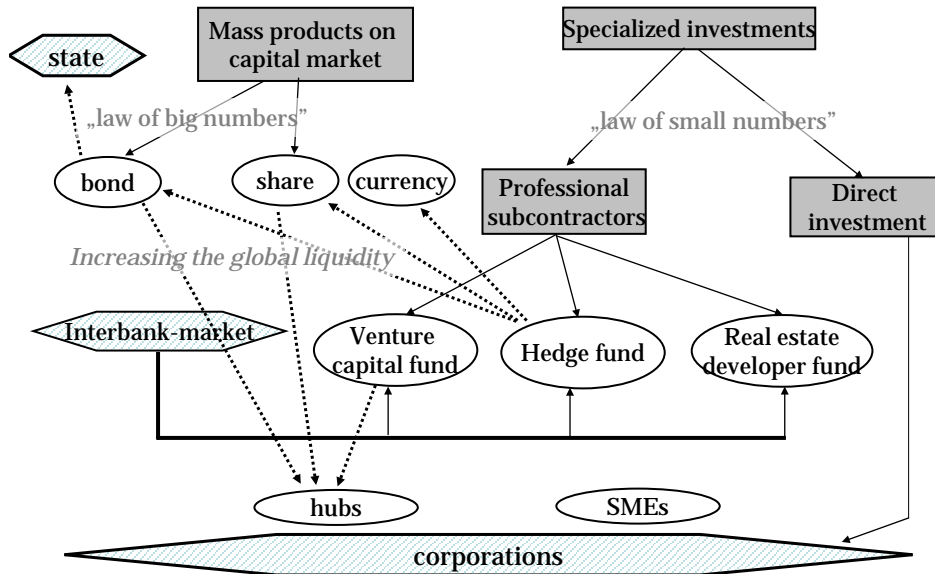 Mass products on
capital market
Specialized investments
state
„law of big numbers”
„law of small numbers”
bond
share
currency
Professional
subcontractors
Direct
investment
Increasing the global liquidity
Interbank-market
Venture
capital fund
Hedge fund
Real estate
developer fund
hubs
SMEs
corporations